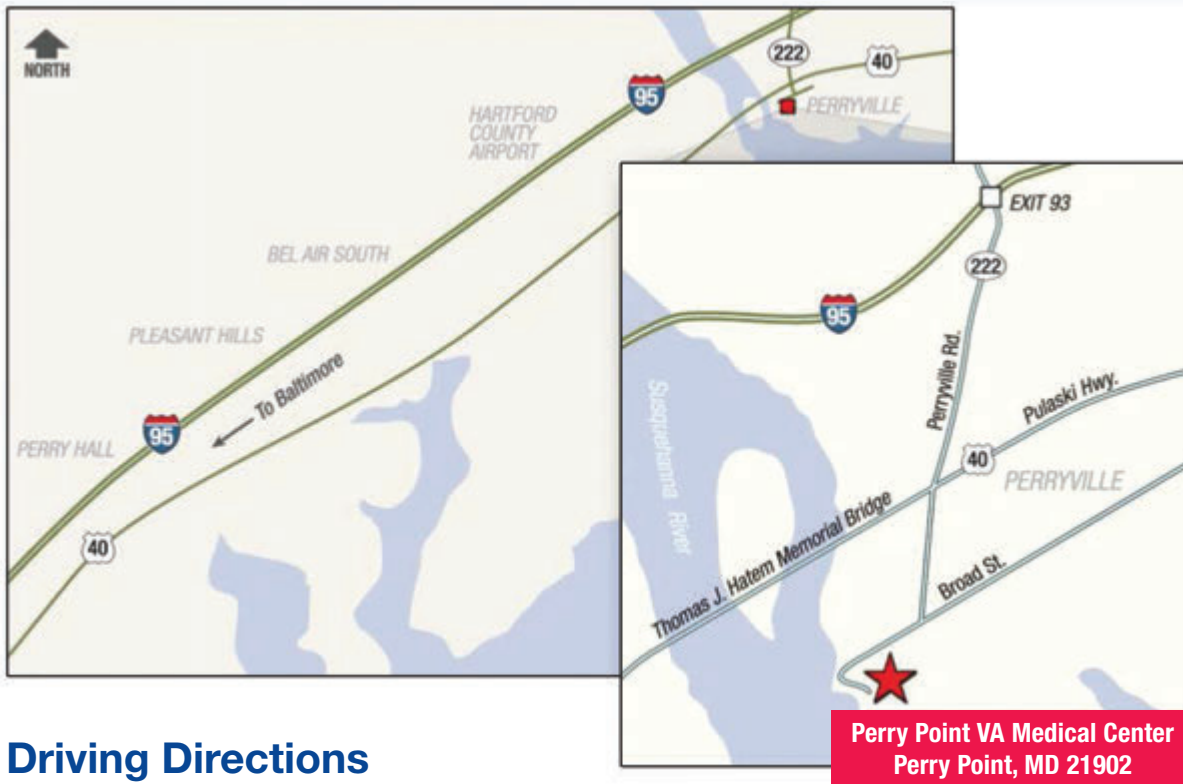 NORTH
222
40
95
PERRYVILLE
HARTFORD
COUNTY
AIRPORT
BEL AIR SOUTH
PLEASANT HILLS
To Baltimore
95
PERRY HALL
40
EXIT 93
222
95
Perryville Rd.
Pulaski Hwy.
Susquehanna River
40
PERRYVILLE
Thomas J. Hatem Memorial Bridge
Broad St.
Perry Point VA Medical Center
Perry Point, MD 21902
Driving Directions